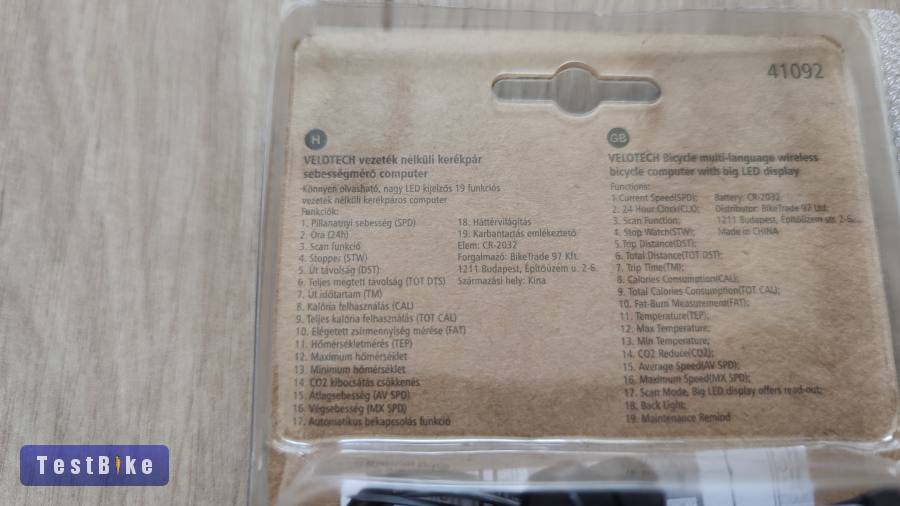 41092
H
VELOTECH vezeték nélküli kerékpár
sebességmérő computer
Könnyen olvasható, nagy LED kijelzős 19 funkciós
vezeték nélküli kerékpáros computer
Funkciók:
1. Pillanatnyi sebesség (SPD)
2. Óra (24h)
3. Scan funkció
4. Stopper (STW)
5. Út távolság (DST)
6. Teljes megtett távolság (TOT DTS)
7. Út időtartam (TM)
8. Kalória felhasználás (CAL)
9. Teljes kalória felhasználás (TOT CAL)
10. Elégetett zsírmennyiség mérése (FAT)
11. Hőmérsékletmérés (TEP)
12. Maximum hőmérséklet
13. Minimum hőmérséklet
14. CO2 kibocsátás csökkenés
15. Átlagsebesség (AV SPD)
16. Végsebesség (MX SPD)
17. Automatikus bekapcsolás funkció
18. Háttérvilágítás
19. Karbantadás emlékeztető
Elem: CR-2032
Forgalmazó: BikeTrade 97 Kft.
1211 Budapest, Építőüzem u. 2-6.
Származási hely: Kína
GB
VELOTECH Bicycle multi-language wireless
bicycle computer with big LED display
Functions:
1.Current Speed(SPD);
2. 24 Hour Clock(CLO);
3. Scan Function;
4. Stop Watch(STW);
5.Trip Distance(DST);
6. Total Distance(TOT DST);
7. Trip Time(TM);
8. Calories Consumption(CAL);
9. Total Calories Consumption(TOT CAL);
10. Fat-Burn Measurement(FAT);
11. Temperature(TEP);
12. Max Temperature;
13. Min Temperature;
14. CO2 Reduce(CO2);
15. Average Speed(AV SPD);
16. Maximum Speed(MX SPD);
17. Scan Mode, Big LED display offers read-out;
18. Back Light;
19. Maintenance Remind
Battery: CR-2032
Distributor: BikeTrade 97 Ltd.
1211 Budapest, Építőüzem str. 2-6.
Made in CHINA
TestBike